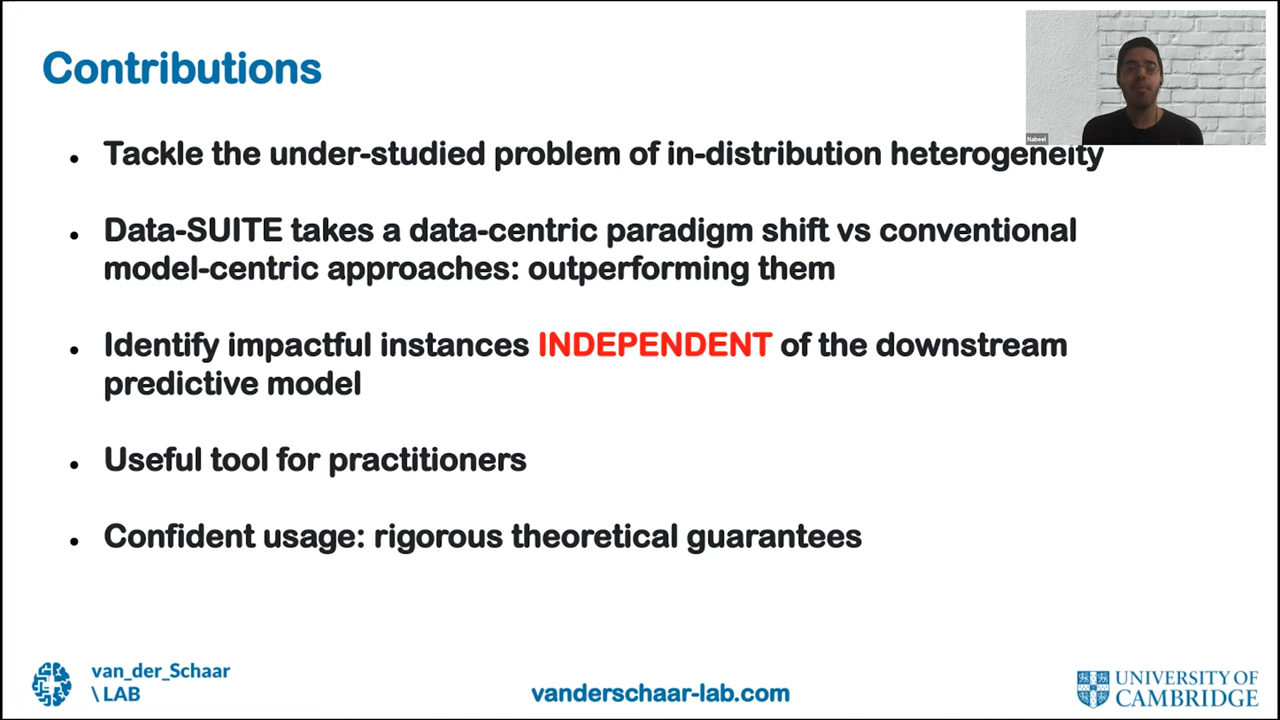 Contributions
Nabeel
• Tackle the under-studied problem of in-distribution heterogeneity
• Data-SUITE takes a data-centric paradigm shift vs conventional
model-centric approaches: outperforming them
• Identify impactful instances INDEPENDENT of the downstream
predictive model
• Useful tool for practitioners
• Confident usage: rigorous theoretical guarantees
van_der_Schaar
\ LAB
vanderschaar-lab.com
UNIVERSITY OF
CAMBRIDGE